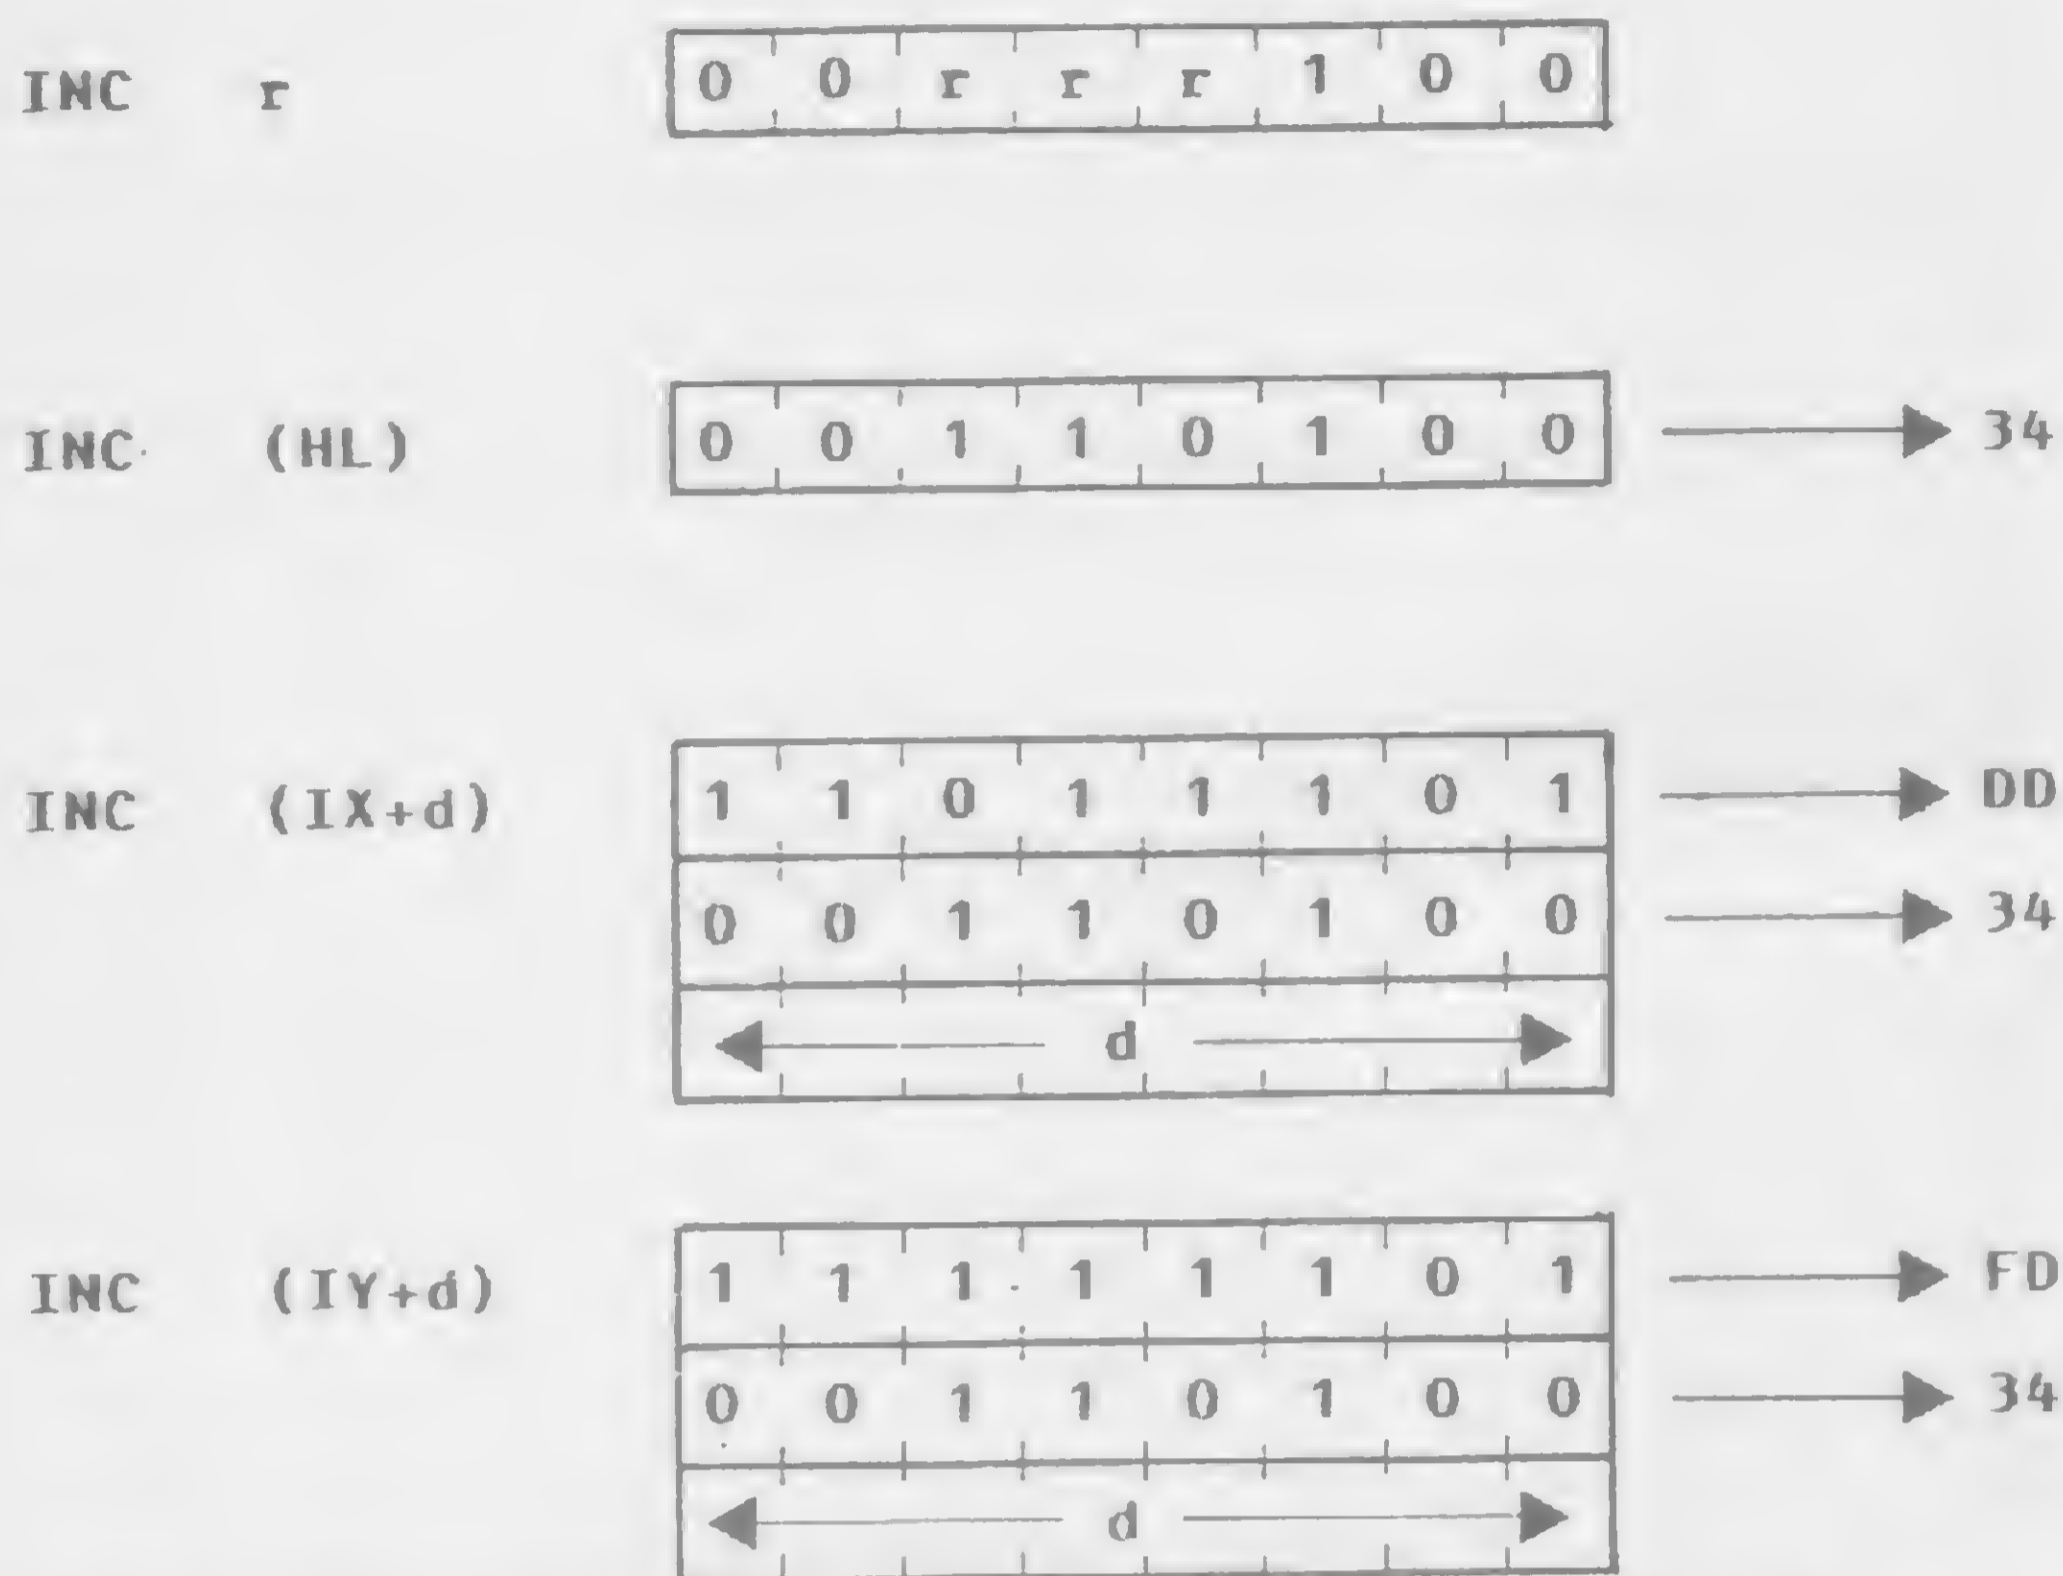 INC r 0 0 r r r 1 0 0
INC (HL) 0 0 1 1 0 1 0 0 34
INC (IX+d) 1 1 0 1 1 1 0 1 DD
0 0 1 1 0 1 0 0 34
d
INC (IY+d) 1 1 1 1 1 1 0 1 FD
0 0 1 1 0 1 0 0 34
d